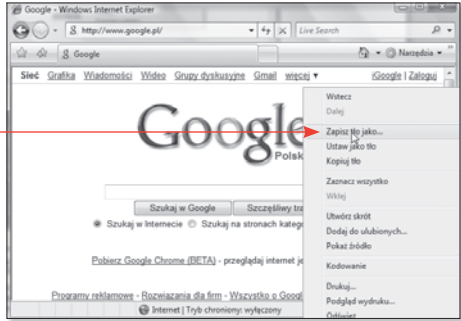 Google - Windows Internet Explorer
http://www.google.pl/
Live Search
Google
Narzędzia
Sieć Grafika Wiadomości Wideo Grupy dyskusyjne Gmail więcej ▼
iGoogle | Zaloguj
Google
Polsk
Szukaj w Google
Szczęśliwy tra
Szukaj w Internecie
Szukaj na stronach katego
Pobierz Google Chrome (BETA) - przeglądaj internet je
Programy reklamowe - Rozwiązania dla firm - Wszystko o Googl
Internet | Tryb chroniony: wyłączony
Wstecz
Dalej
Zapisz tło jako...
Ustaw jako tło
Kopiuj tło
Zaznacz wszystko
Wklej
Utwórz skrót
Dodaj do ulubionych...
Pokaż źródło
Kodowanie
Drukuj...
Podgląd wydruku...
Odśwież